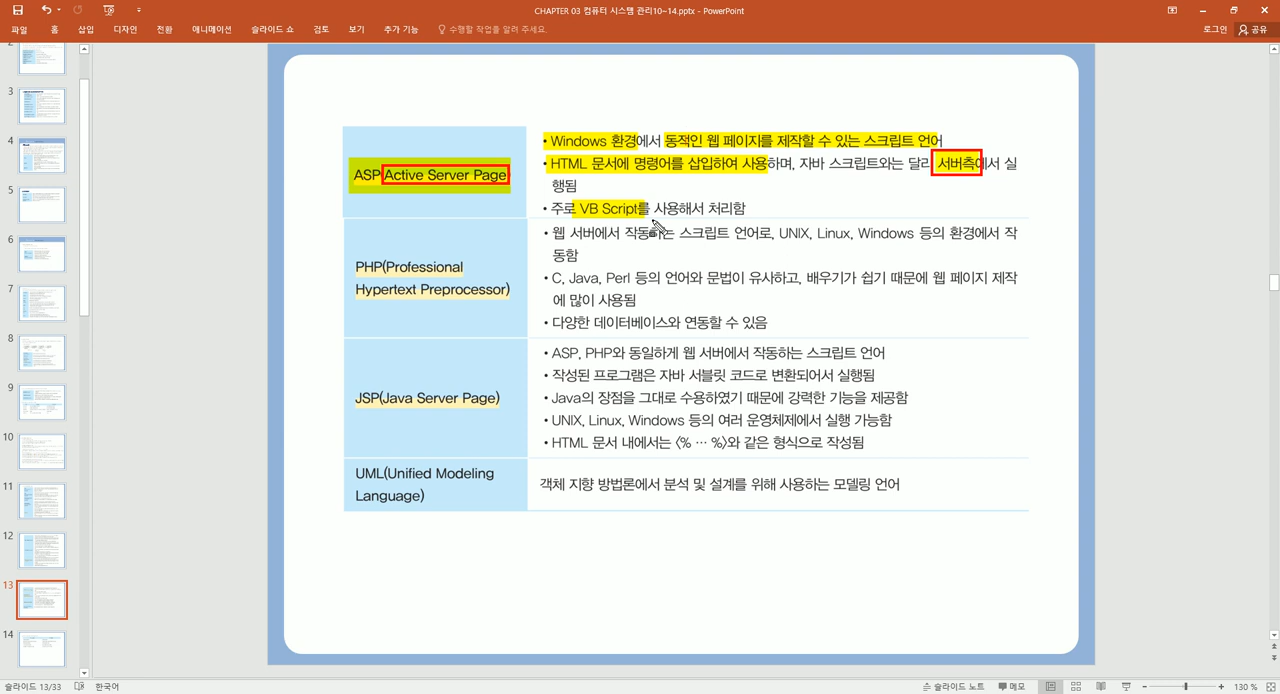 CHAPTER 03 컴퓨터 시스템 관리10~14.pptx - PowerPoint
파일 홈 삽입 디자인 전환 애니메이션 슬라이드 쇼 검토 보기 추가 기능 수행할 작업을 알려 주세요. 로그인 공유
ASP(Active Server Page)
• Windows 환경에서 동적인 웹 페이지를 제작할 수 있는 스크립트 언어
• HTML 문서에 명령어를 삽입하여 사용하며, 자바 스크립트와는 달리 서버측에서 실
행됨
• 주로 VB Script를 사용해서 처리함
PHP(Professional
Hypertext Preprocessor)
• 웹 서버에서 작동하는 스크립트 언어로, UNIX, Linux, Windows 등의 환경에서 작
동함
• C, Java, Perl 등의 언어와 문법이 유사하고, 배우기가 쉽기 때문에 웹 페이지 제작
에 많이 사용됨
• 다양한 데이터베이스와 연동할 수 있음
JSP(Java Server Page)
• ASP, PHP와 동일하게 웹 서버에서 작동하는 스크립트 언어
• 작성된 프로그램은 자바 서블릿 코드로 변환되어서 실행됨
• Java의 장점을 그대로 수용하였기 때문에 강력한 기능을 제공함
• UNIX, Linux, Windows 등의 여러 운영체제에서 실행 가능함
• HTML 문서 내에서는 〈% … %〉와 같은 형식으로 작성됨
UML(Unified Modeling
Language)
객체 지향 방법론에서 분석 및 설계를 위해 사용하는 모델링 언어
2
3
4
5
6
7
8
9
10
11
12
13
14
슬라이드 13/33 한국어 슬라이드 노트 메모 130 %